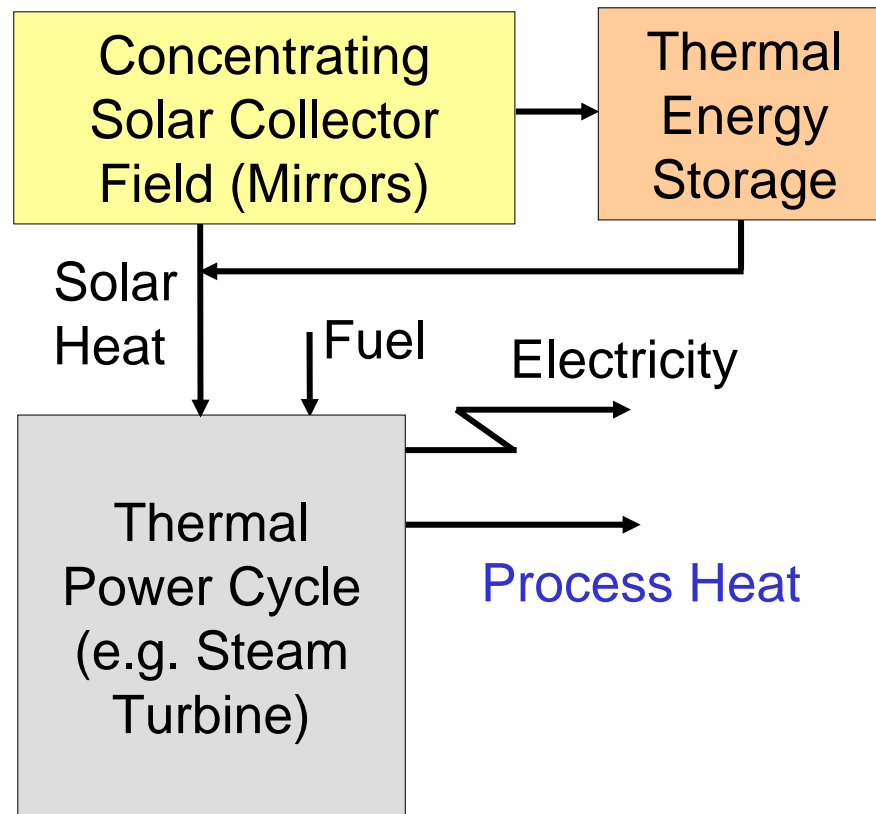 Concentrating
Solar Collector
Field (Mirrors)
Thermal
Energy
Storage
Solar
Heat
Fuel
Electricity
Thermal
Power Cycle
(e.g. Steam
Turbine)
Process Heat